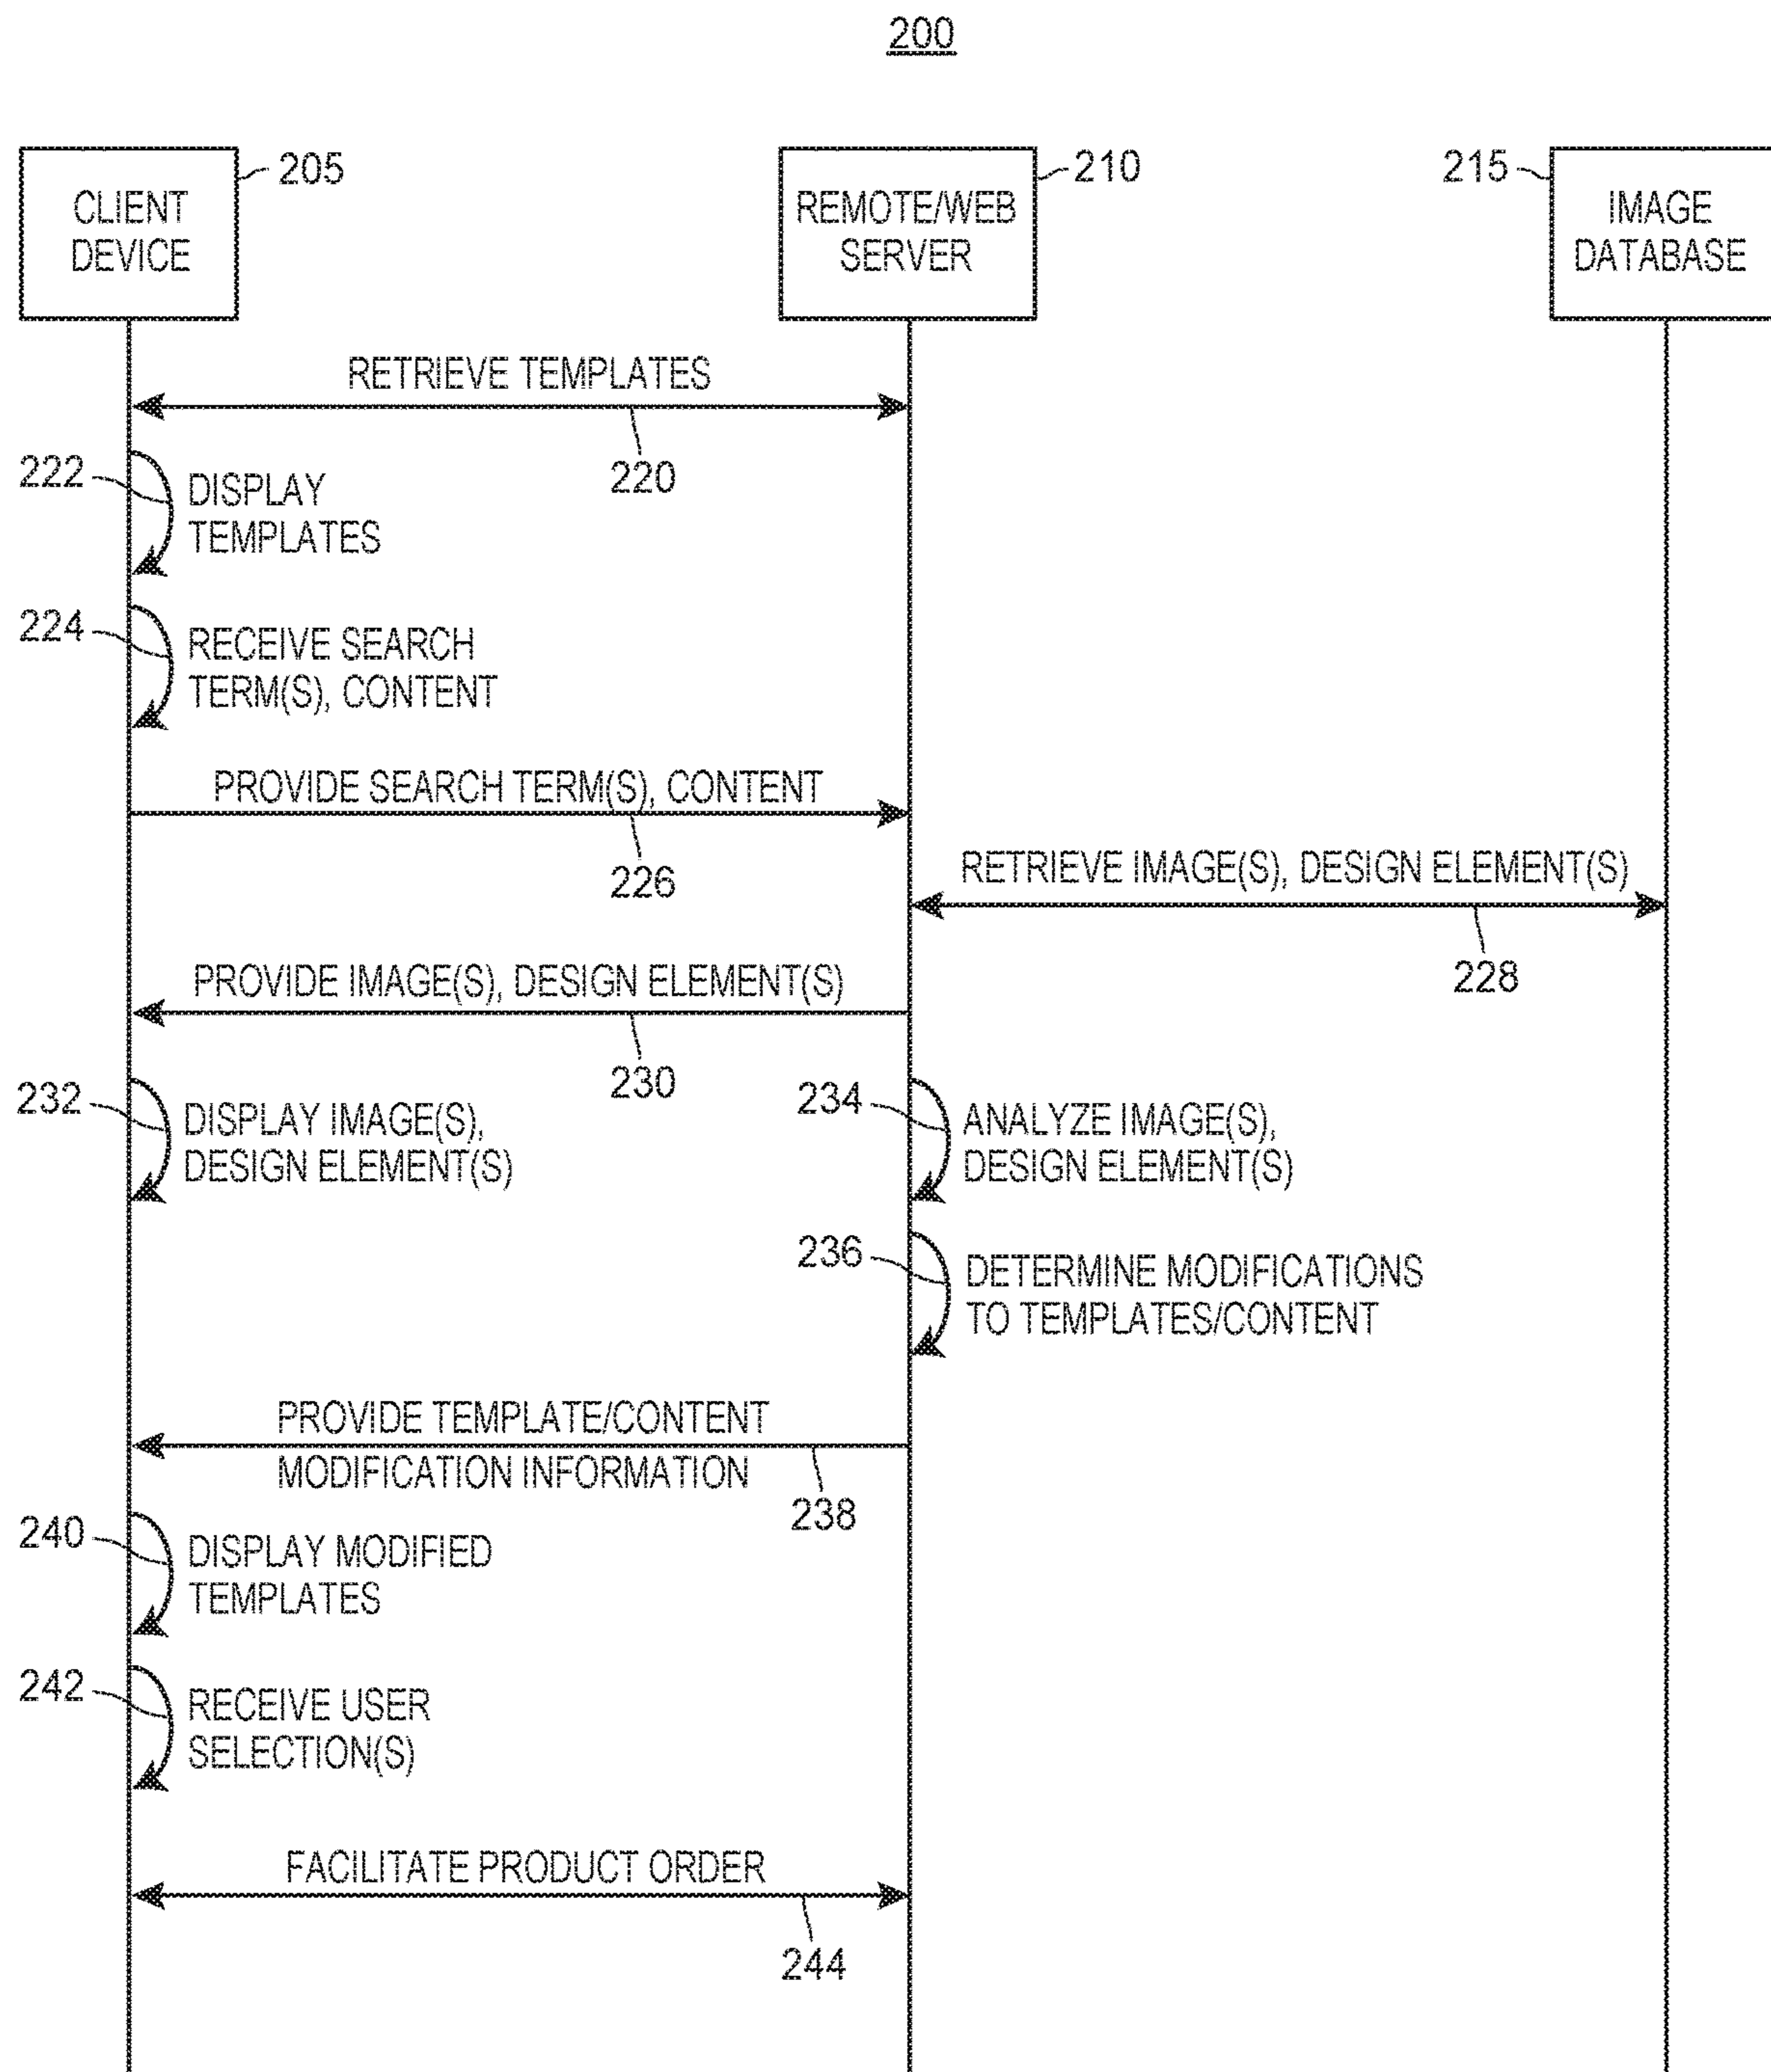 200
CLIENT
DEVICE
205
REMOTE/WEB
SERVER
210
215
IMAGE
DATABASE
RETRIEVE TEMPLATES
220
222
DISPLAY
TEMPLATES
224
RECEIVE SEARCH
TERM(S), CONTENT
PROVIDE SEARCH TERM(S), CONTENT
226
RETRIEVE IMAGE(S), DESIGN ELEMENT(S)
228
PROVIDE IMAGE(S), DESIGN ELEMENT(S)
230
232
DISPLAY IMAGE(S),
DESIGN ELEMENT(S)
234
ANALYZE IMAGE(S),
DESIGN ELEMENT(S)
236
DETERMINE MODIFICATIONS
TO TEMPLATES/CONTENT
PROVIDE TEMPLATE/CONTENT
MODIFICATION INFORMATION
238
240
DISPLAY MODIFIED
TEMPLATES
242
RECEIVE USER
SELECTION(S)
FACILITATE PRODUCT ORDER
244